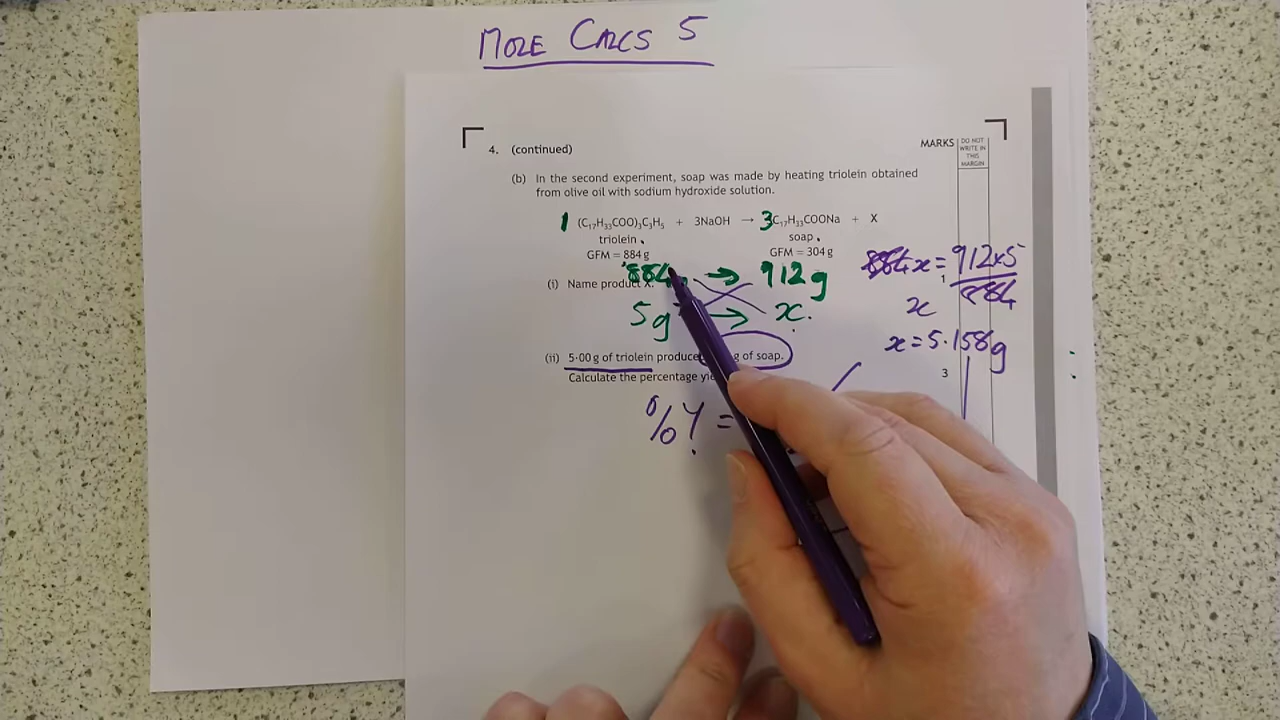 MORE CALCS 5
4. (continued)
MARKS
DO NOT WRITE IN THIS MARGIN
(b) In the second experiment, soap was made by heating triolein obtained
from olive oil with sodium hydroxide solution.
1 (C₁₇H₃₃COO)₃C₃H₅ + 3NaOH → 3C₁₇H₃₃COONa + X
triolein soap
GFM = 884 g GFM = 304 g
884 → 912g
(i) Name product X.
1
5g → x
884x = 912x5
884
x
x = 5.158g
(ii) 5·00 g of triolein produce g of soap.
3
Calculate the percentage
%Y =